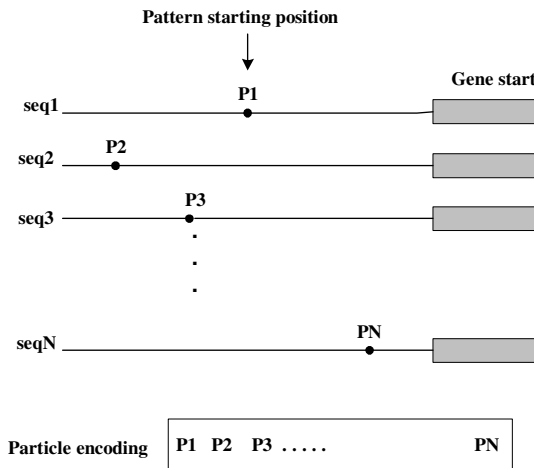 Pattern starting position
Gene start
P1
seq1
P2
seq2
P3
seq3
.
.
.
PN
seqN
Particle encoding P1 P2 P3 . . . . . PN